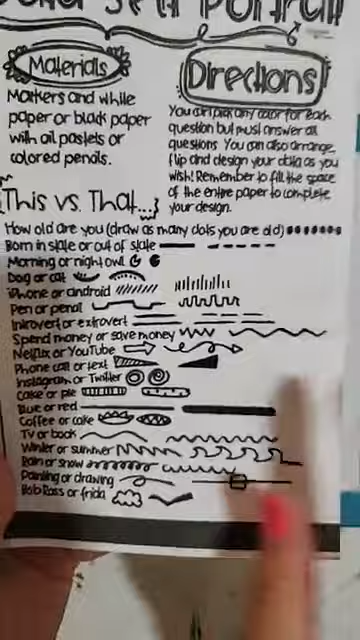 Data Self Portrait
Materials
Markers and white
paper or black paper
with oil pastels or
colored pencils.
Directions
You can pick any color for each
question but must answer all
questions. You can also arrange,
flip and design your data as you
wish! Remember to fill the space
of the entire paper to complete
your design.
This vs. That...
How old are you (draw as many dots you are old)
Born in state or out of state
Morning or night owl
Dog or cat
iPhone or android
Pen or pencil
Introvert or extrovert
Spend money or save money
Netflix or YouTube
Phone call or text
Instagram or Twitter
Cake or pie
Blue or red
Coffee or coke
TV or book
Winter or summer
Rain or snow
Painting or drawing
Bob Ross or frida